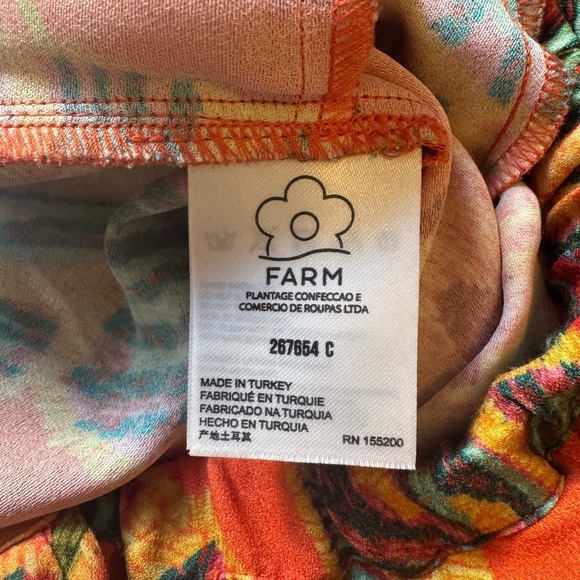 FARM
PLANTAGE CONFECCAO E
COMERCIO DE ROUPAS LTDA
267654 C
MADE IN TURKEY
FABRIQUÉ EN TURQUIE
FABRICADO NA TURQUIA
HECHO EN TURQUIA
产地土耳其 RN 155200